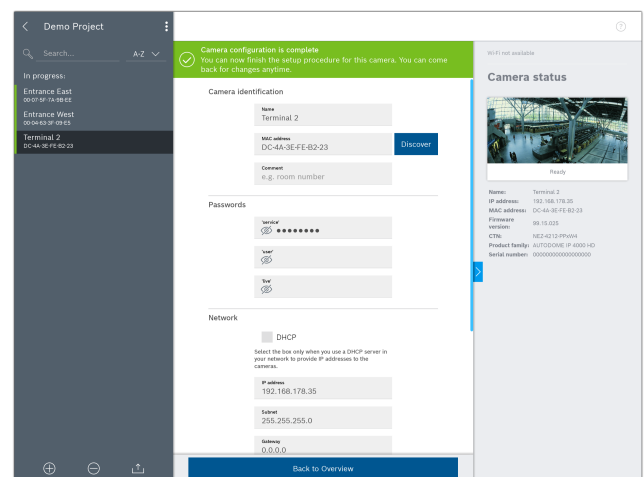 Demo Project
Search...
A-Z
In progress:
Entrance East
00-07-5F-7A-9B-EE
Entrance West
00-04-63-3F-09-E5
Terminal 2
DC-4A-3E-FE-B2-23
Camera configuration is complete
You can now finish the setup procedure for this camera. You can come
back for changes anytime.
Camera identification
Name
Terminal 2
MAC address
DC-4A-3E-FE-B2-23
Discover
Comment
e.g. room number
Passwords
'service'
'user'
'live'
Network
DHCP
Select the box only when you use a DHCP server in
your network to provide IP addresses to the
cameras.
IP address
192.168.178.35
Subnet
255.255.255.0
Gateway
0.0.0.0
Back to Overview
?
Wi-Fi not available
Camera status
Ready
Name: Terminal 2
IP address: 192.168.178.35
MAC address: DC-4A-3E-FE-B2-23
Firmware
version: 99.15.025
CTN: NEZ-4212-PPxW4
Product family: AUTODOME IP 4000 HD
Serial number: 000000000000000000